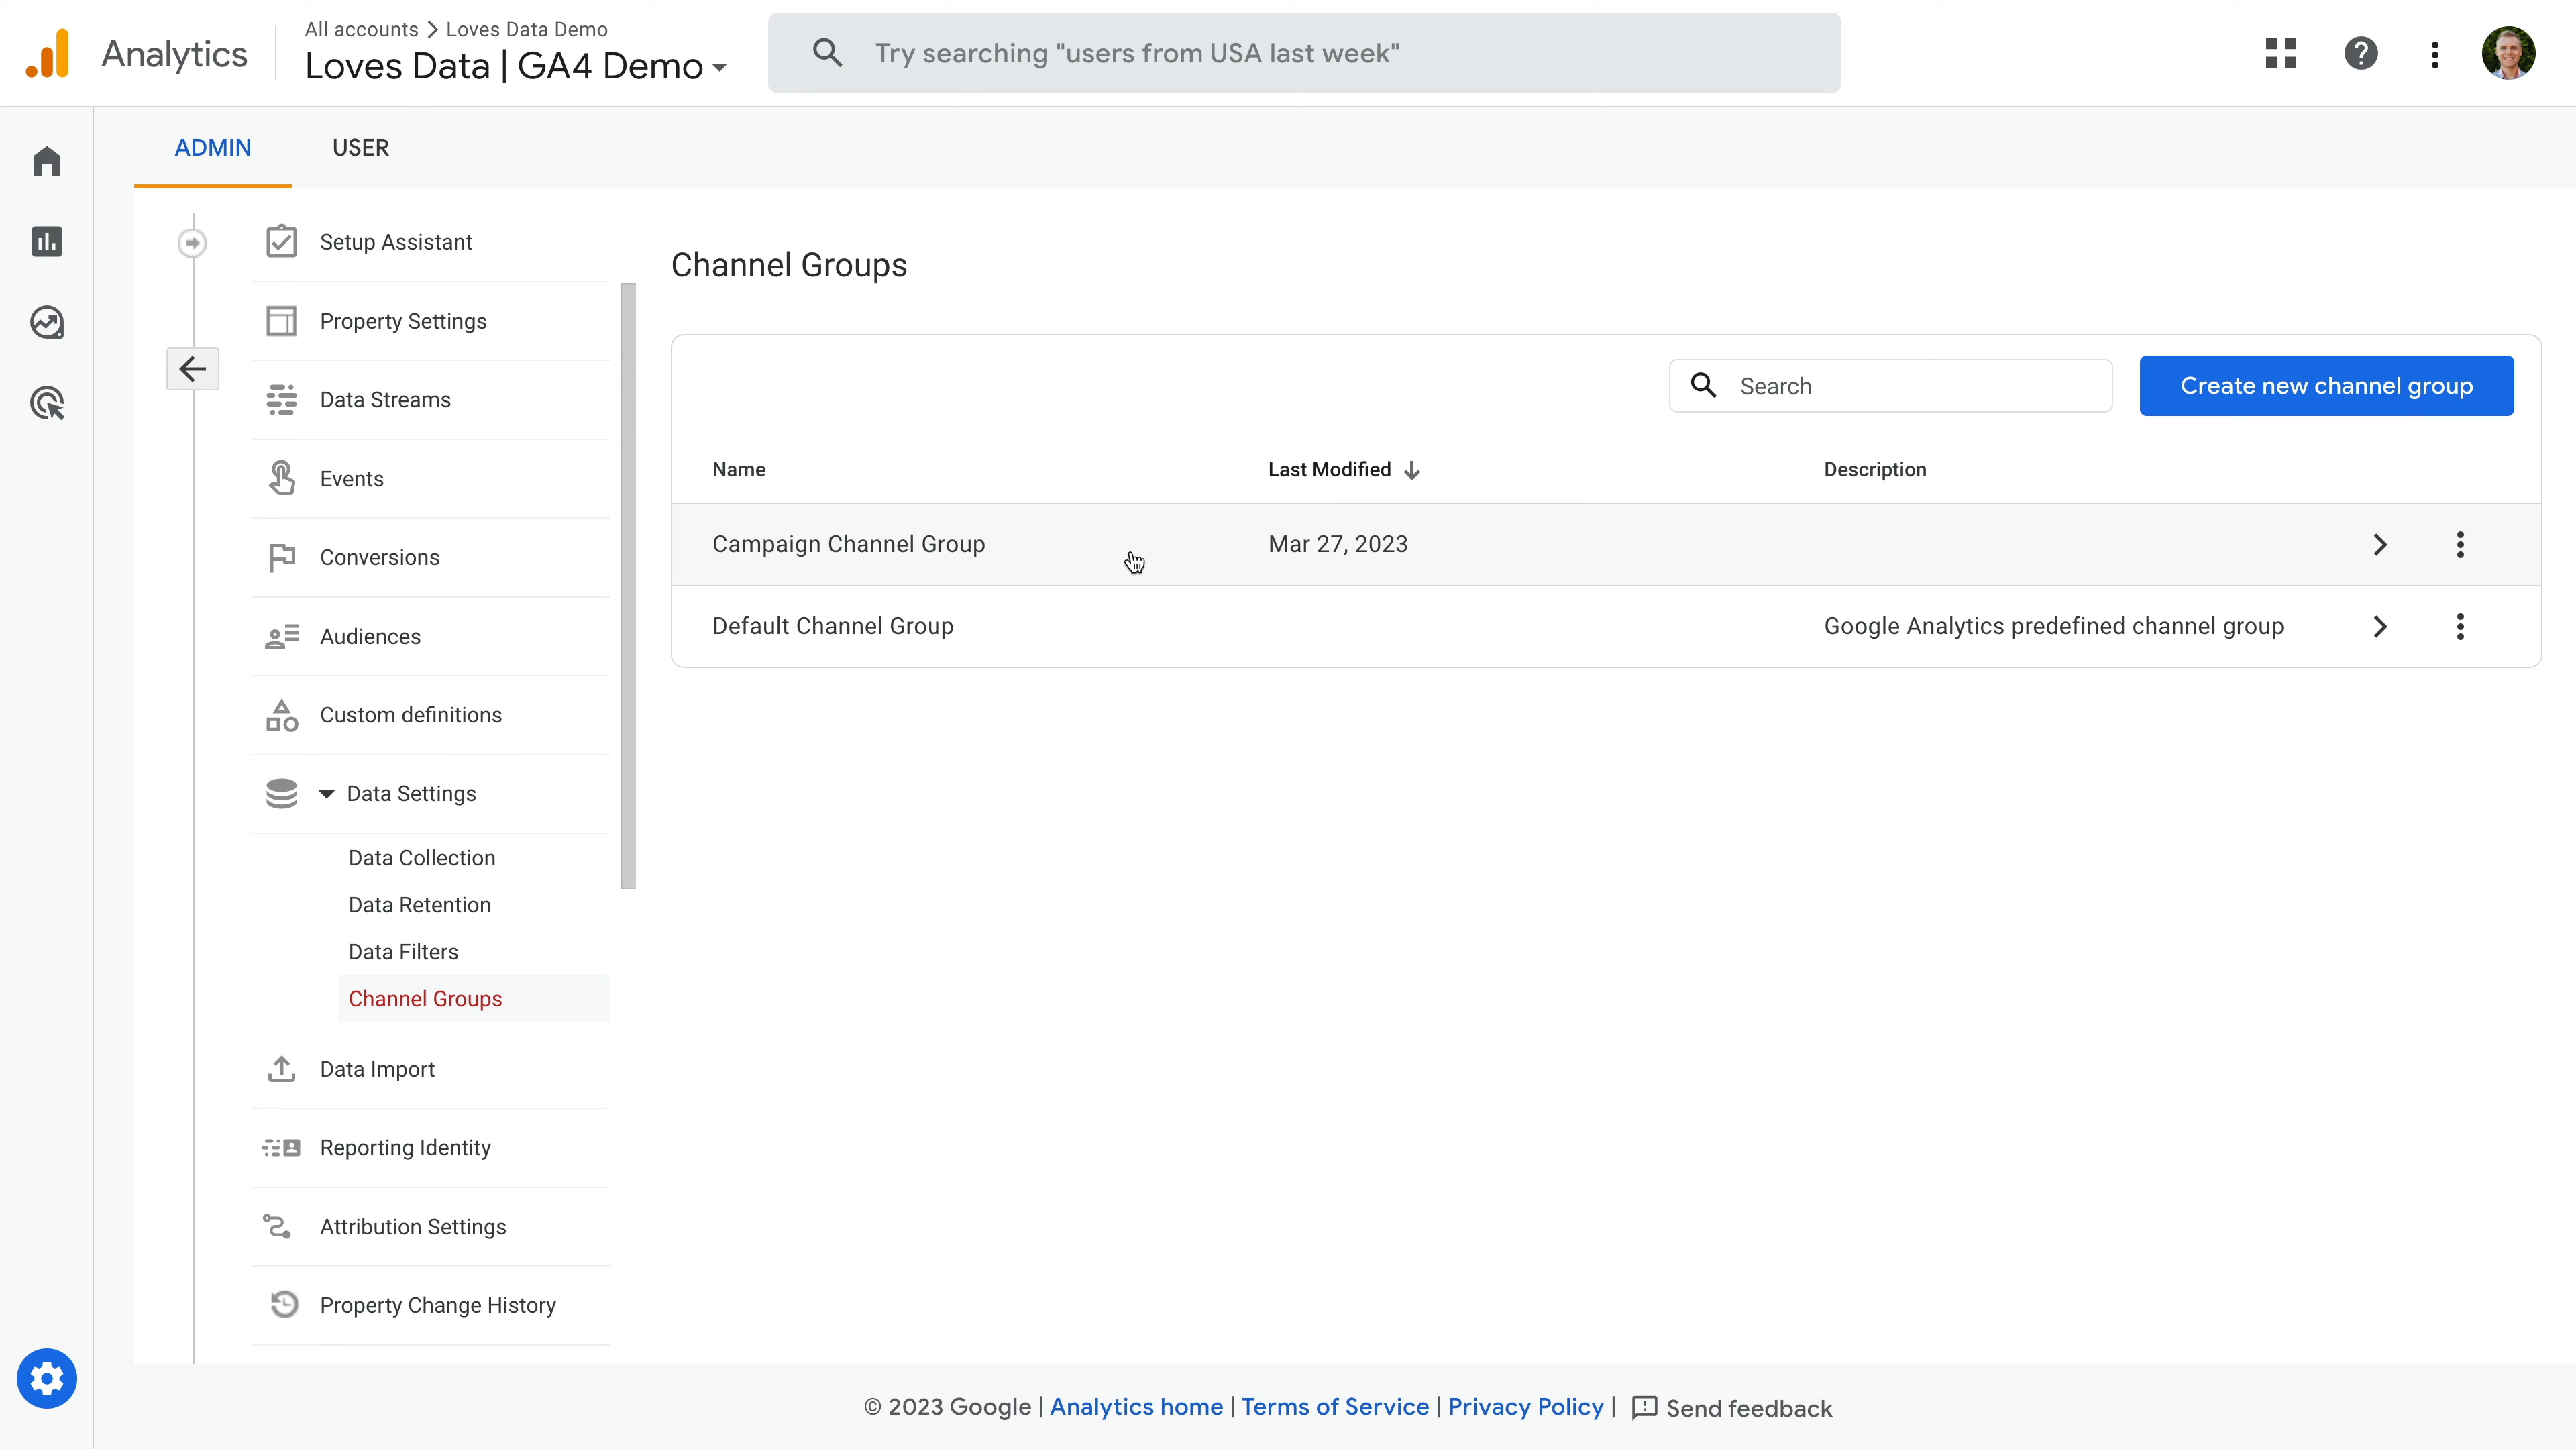 Analytics
All accounts > Loves Data Demo
Loves Data | GA4 Demo
Try searching "users from USA last week"
ADMIN
USER
Setup Assistant
Property Settings
Data Streams
Events
Conversions
Audiences
Custom definitions
Data Settings
Data Collection
Data Retention
Data Filters
Channel Groups
Data Import
Reporting Identity
Attribution Settings
Property Change History
Channel Groups
Search
Create new channel group
Name
Last Modified
Description
Campaign Channel Group
Mar 27, 2023
Default Channel Group
Google Analytics predefined channel group
© 2023 Google | Analytics home | Terms of Service | Privacy Policy | Send feedback